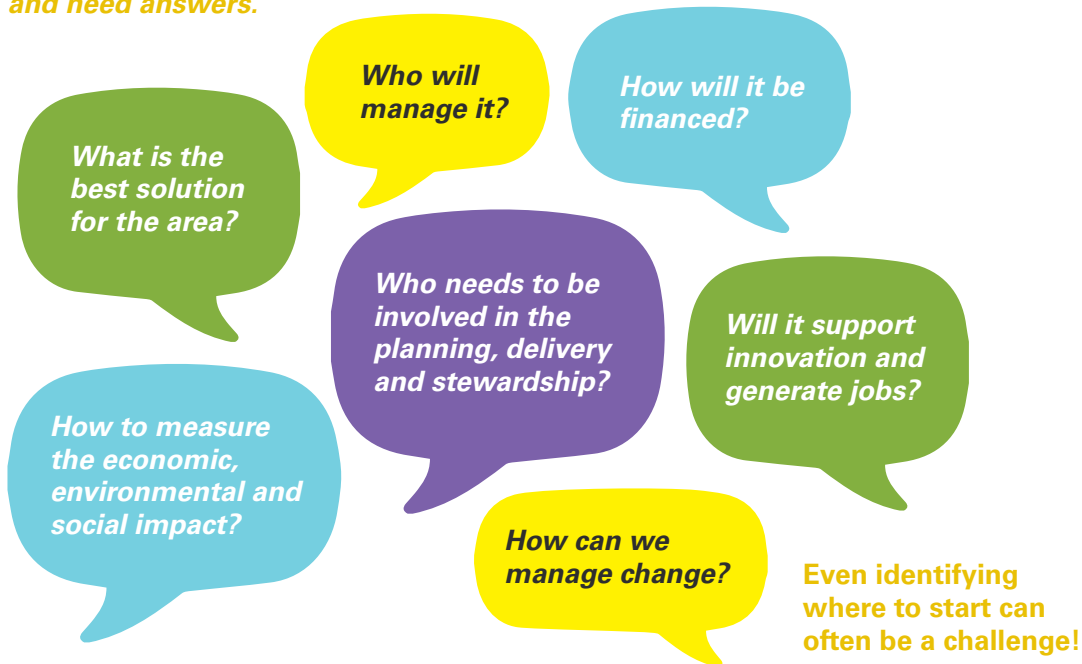 and need answers.
Who will
manage it?
How will it be
financed?
What is the
best solution
for the area?
Who needs to be
involved in the
planning, delivery
and stewardship?
Will it support
innovation and
generate jobs?
How to measure
the economic,
environmental and
social impact?
How can we
manage change?
Even identifying
where to start can
often be a challenge!